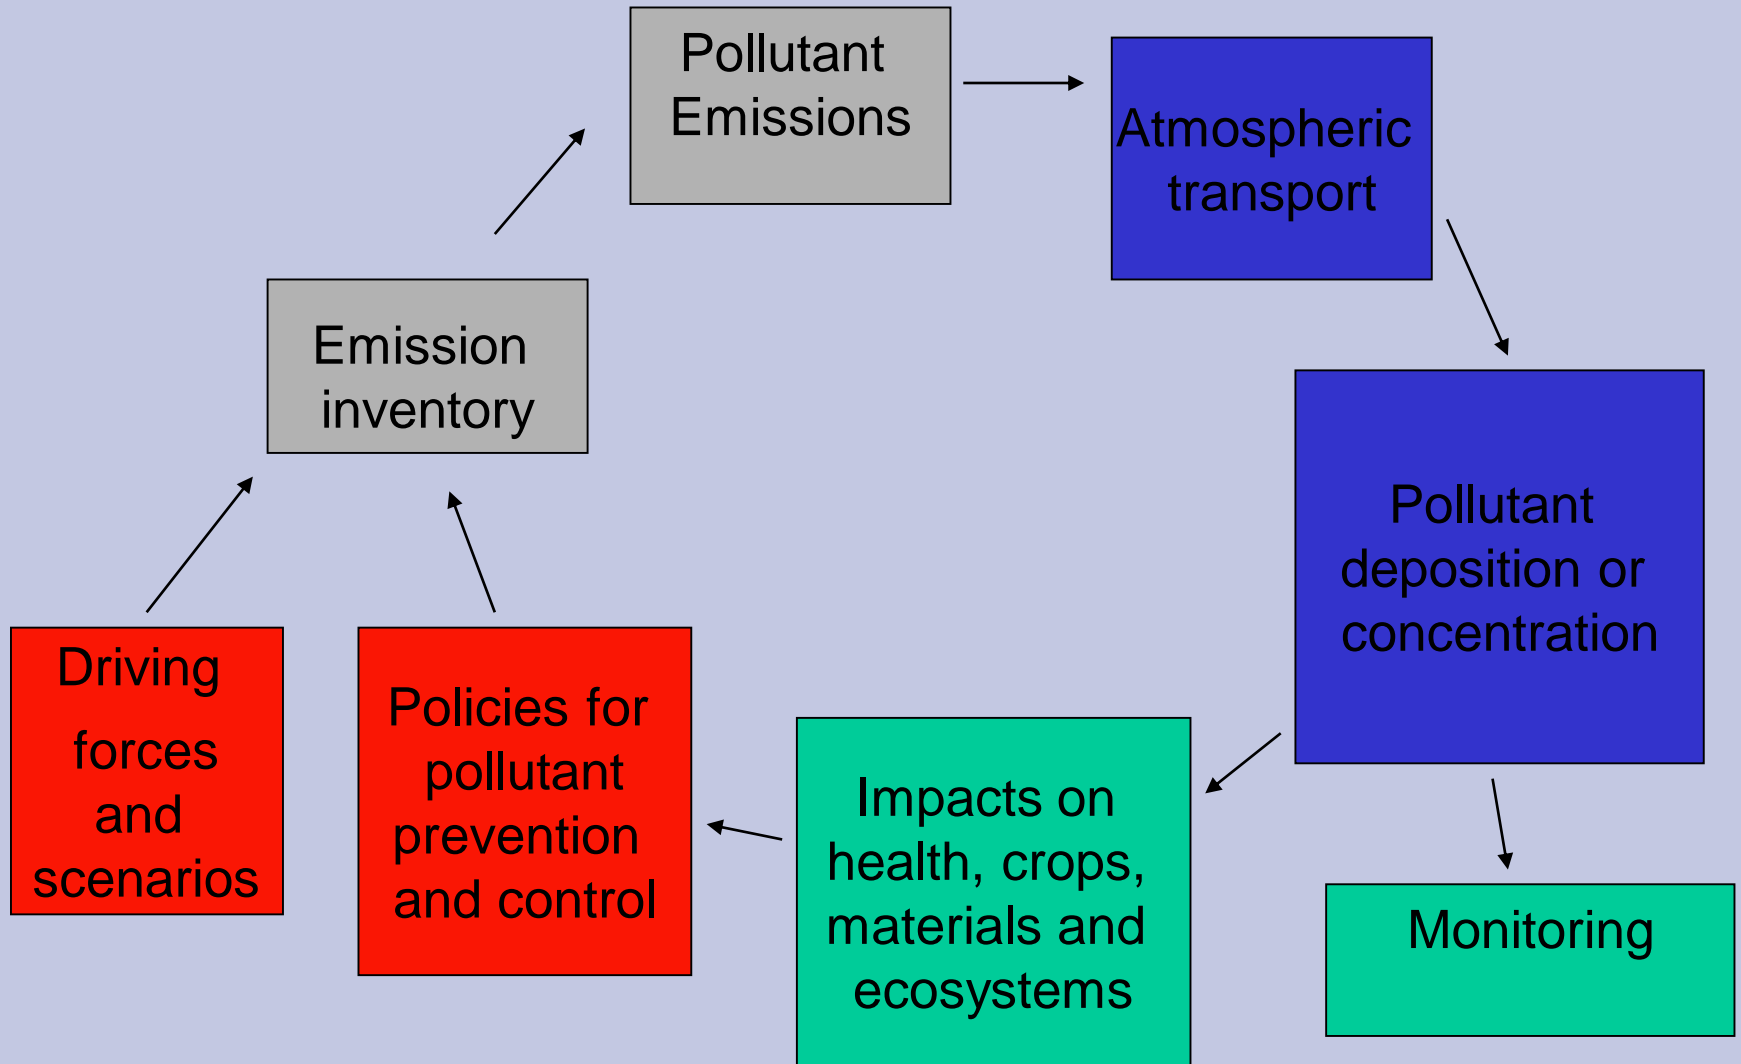 Pollutant
Emissions
Atmospheric
transport
Emission
inventory
Pollutant
deposition or
concentration
Driving
forces
and
scenarios
Policies for
pollutant
prevention
and control
Impacts on
health, crops,
materials and
ecosystems
Monitoring